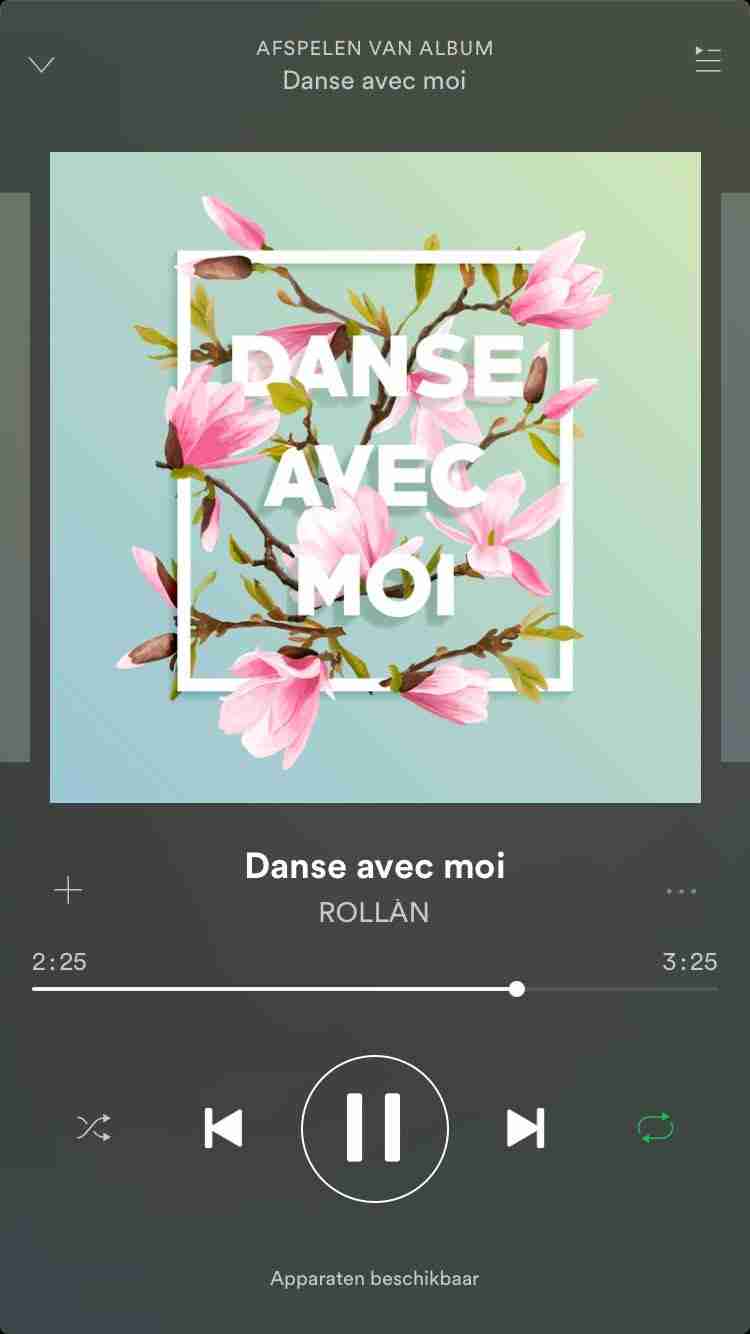 AFSPELEN VAN ALBUM
Danse avec moi
DANSE
AVEC
MOI
Danse avec moi
ROLLÀN
2:25
3:25
Apparaten beschikbaar